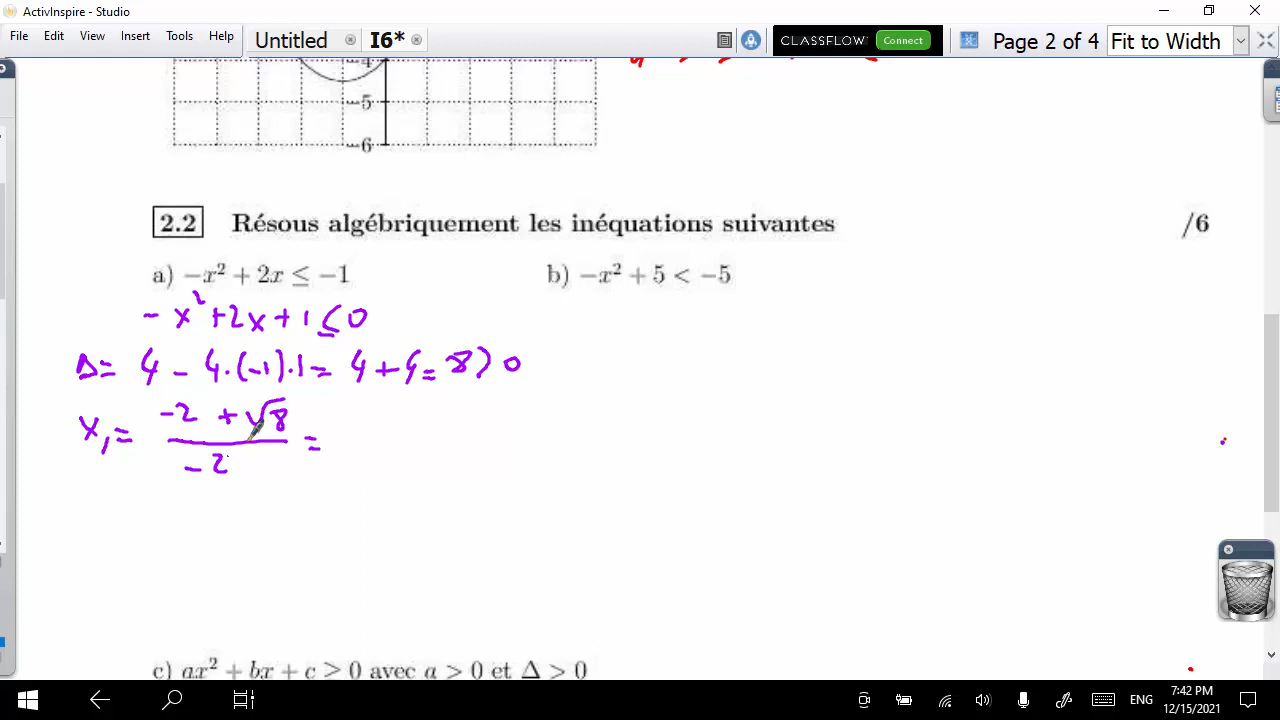 ActivInspire - Studio
File Edit View Insert Tools Help
Untitled I6*
CLASSFLOW Connect
Page 2 of 4 Fit to Width
-4
-5
-6
2.2 Résous algébriquement les inéquations suivantes /6
a) −x² + 2x ≤ −1 b) −x² + 5 < −5
- x² + 2x + 1 ≤ 0
Δ = 4 - 4·(-1)·1 = 4 + 4 = 8 > 0
x₁ = (-2 + √8)/(-2) =
c) ax² + bx + c ≥ 0 avec a > 0 et Δ > 0
ENG
7:42 PM
12/15/2021